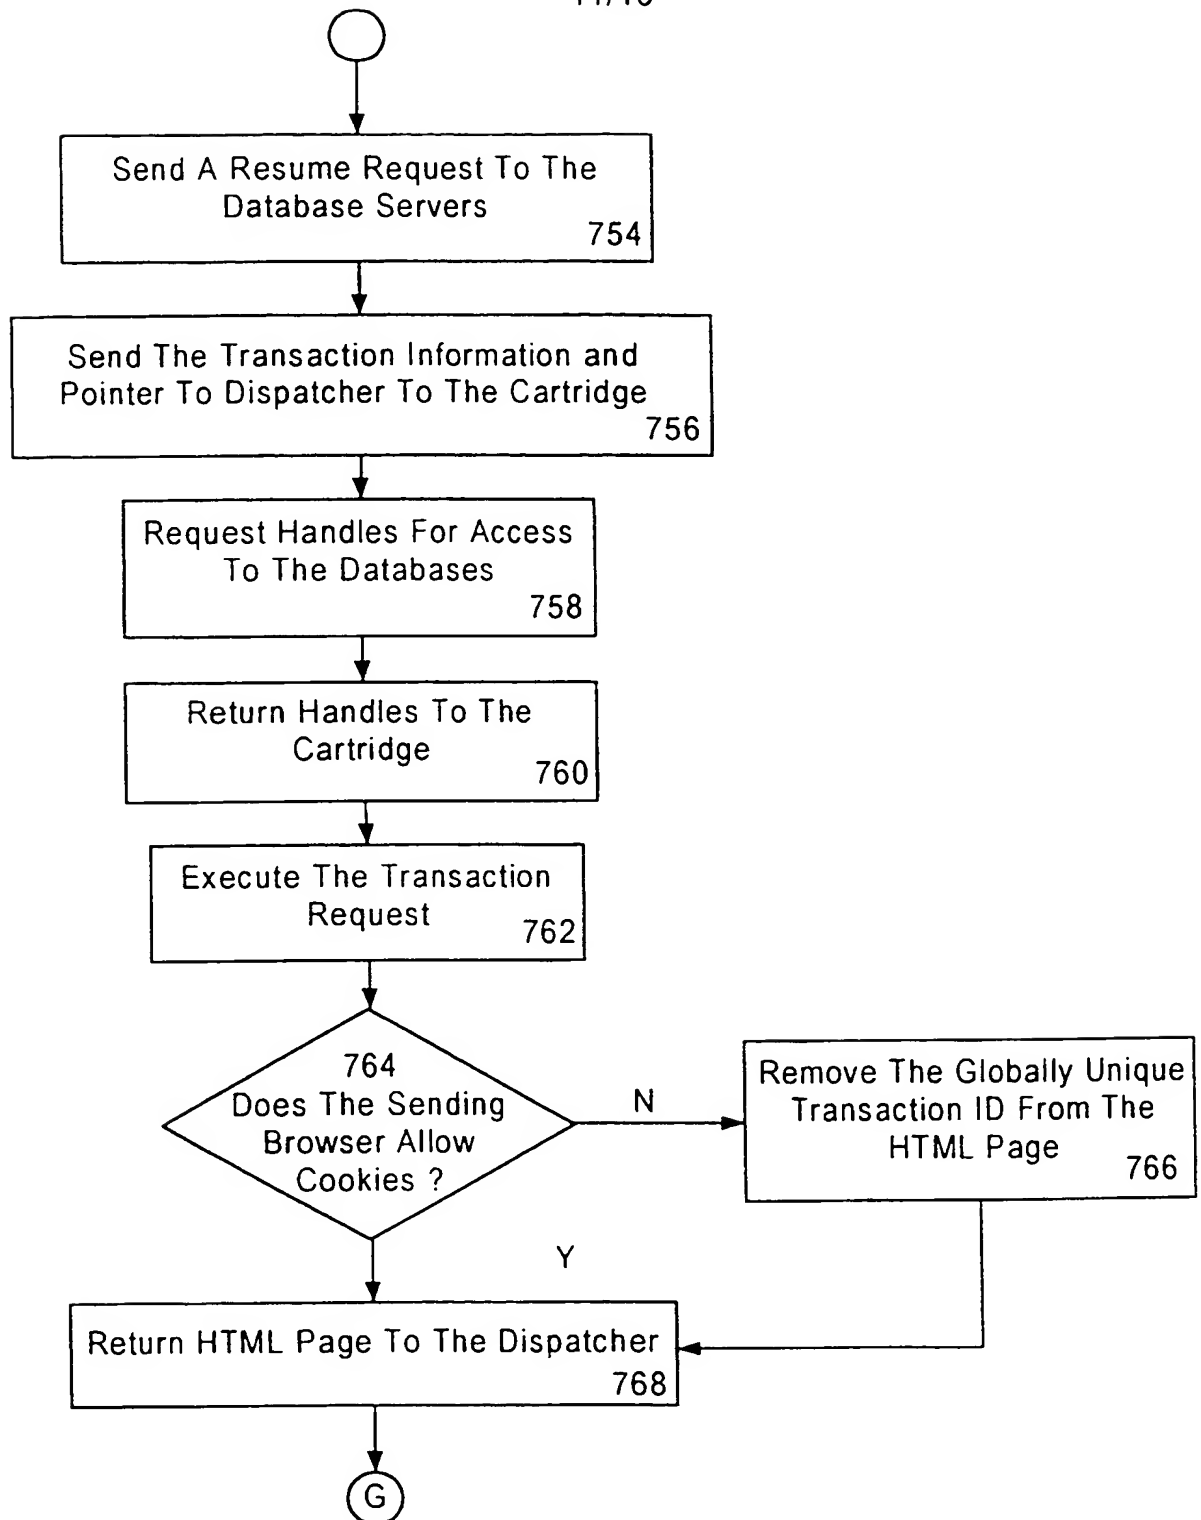 Send A Resume Request To The
Database Servers
754
Send The Transaction Information and
Pointer To Dispatcher To The Cartridge
756
Request Handles For Access
To The Databases
758
Return Handles To The
Cartridge
760
Execute The Transaction
Request
762
764
Does The Sending
Browser Allow
Cookies ?
N
Remove The Globally Unique
Transaction ID From The
HTML Page
766
Y
Return HTML Page To The Dispatcher
768
G